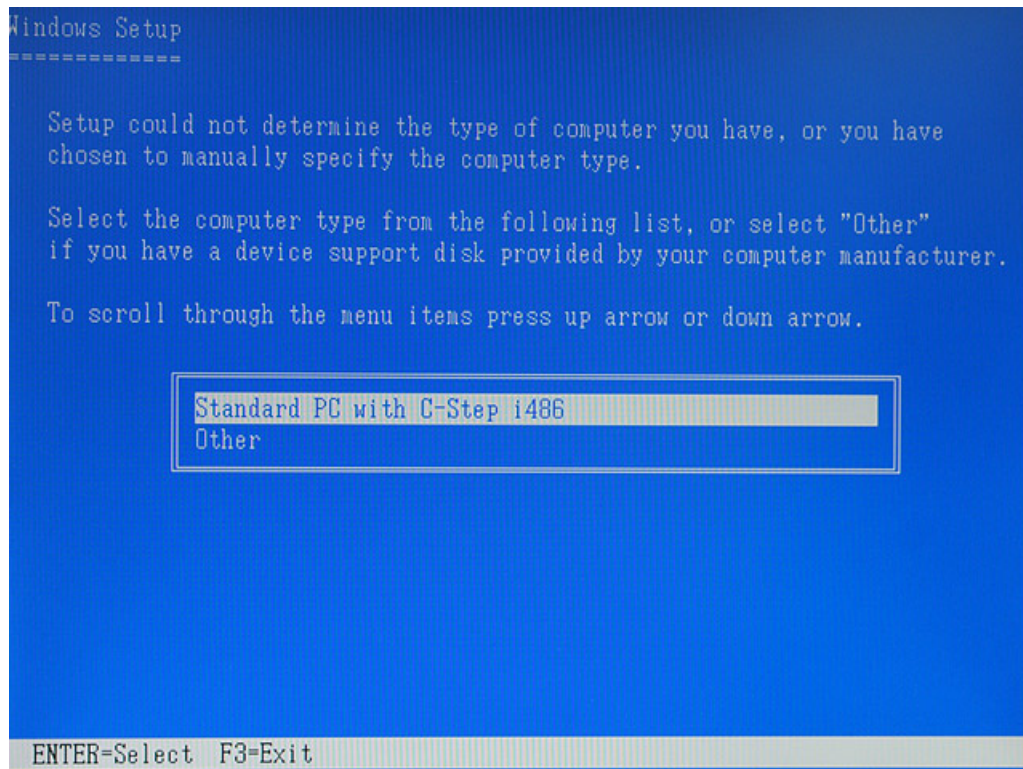 Windows Setup
=============
Setup could not determine the type of computer you have, or you have
chosen to manually specify the computer type.
Select the computer type from the following list, or select "Other"
if you have a device support disk provided by your computer manufacturer.
To scroll through the menu items press up arrow or down arrow.
Standard PC with C-Step i486
Other
ENTER=Select F3=Exit